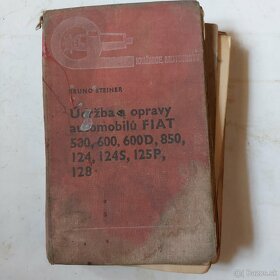 BRUNO STEINER
Údržba a opravy
automobilů FIAT
500, 600, 600D, 850,
124, 124S, 125P,
128